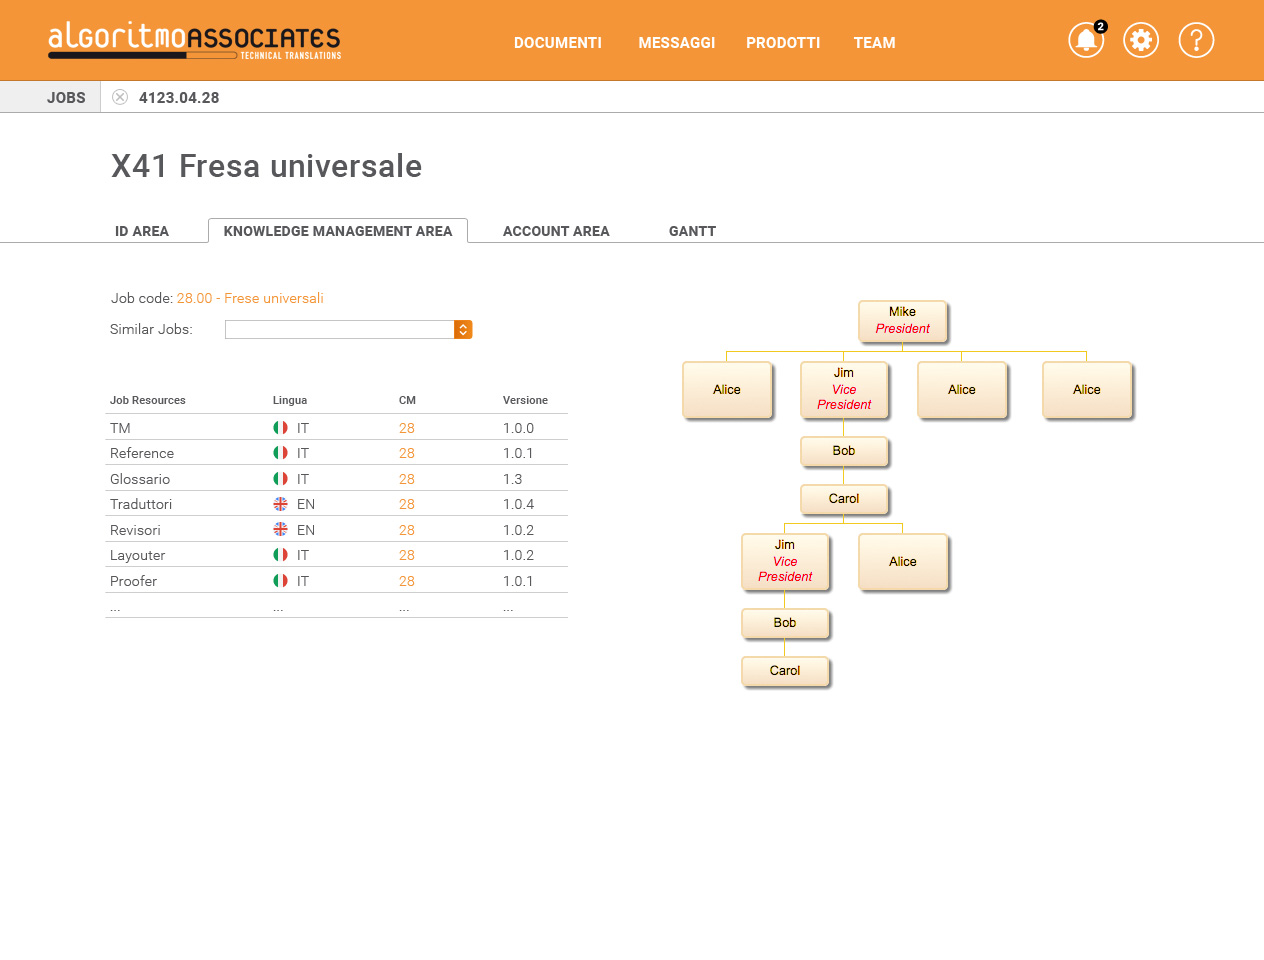 algoritmoASSOCIATES
TECHNICAL TRANSLATIONS
DOCUMENTI MESSAGGI PRODOTTI TEAM
2
?
JOBS 4123.04.28
X41 Fresa universale
ID AREA KNOWLEDGE MANAGEMENT AREA ACCOUNT AREA GANTT
Job code: 28.00 - Frese universali
Similar Jobs:
Job Resources Lingua CM Versione
TM IT 28 1.0.0
Reference IT 28 1.0.1
Glossario IT 28 1.3
Traduttori EN 28 1.0.4
Revisori EN 28 1.0.2
Layouter IT 28 1.0.2
Proofer IT 28 1.0.1
... ... ... ...
Mike
President
Alice
Jim
Vice
President
Alice
Alice
Bob
Carol
Jim
Vice
President
Alice
Bob
Carol